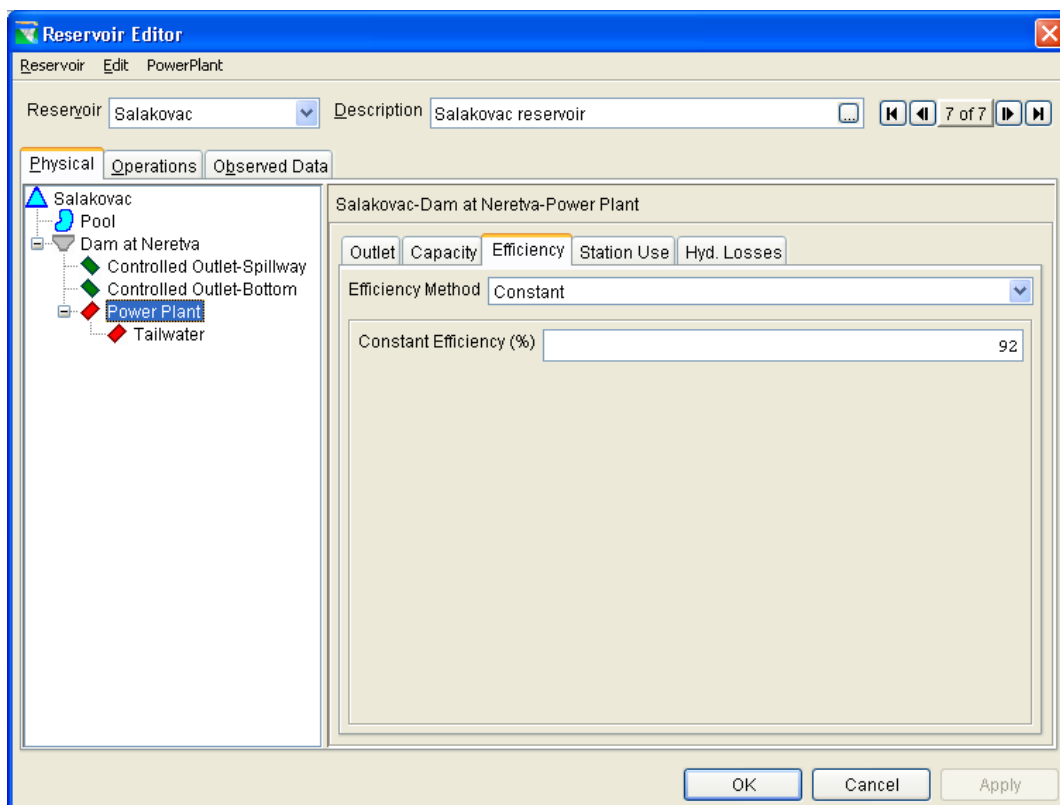 Reservoir Editor
Reservoir Edit PowerPlant
Reservoir Salakovac Description Salakovac reservoir ... 7 of 7
Physical Operations Observed Data
Salakovac
Pool
Dam at Neretva
Controlled Outlet-Spillway
Controlled Outlet-Bottom
Power Plant
Tailwater
Salakovac-Dam at Neretva-Power Plant
Outlet Capacity Efficiency Station Use Hyd. Losses
Efficiency Method Constant
Constant Efficiency (%) 92
OK Cancel Apply